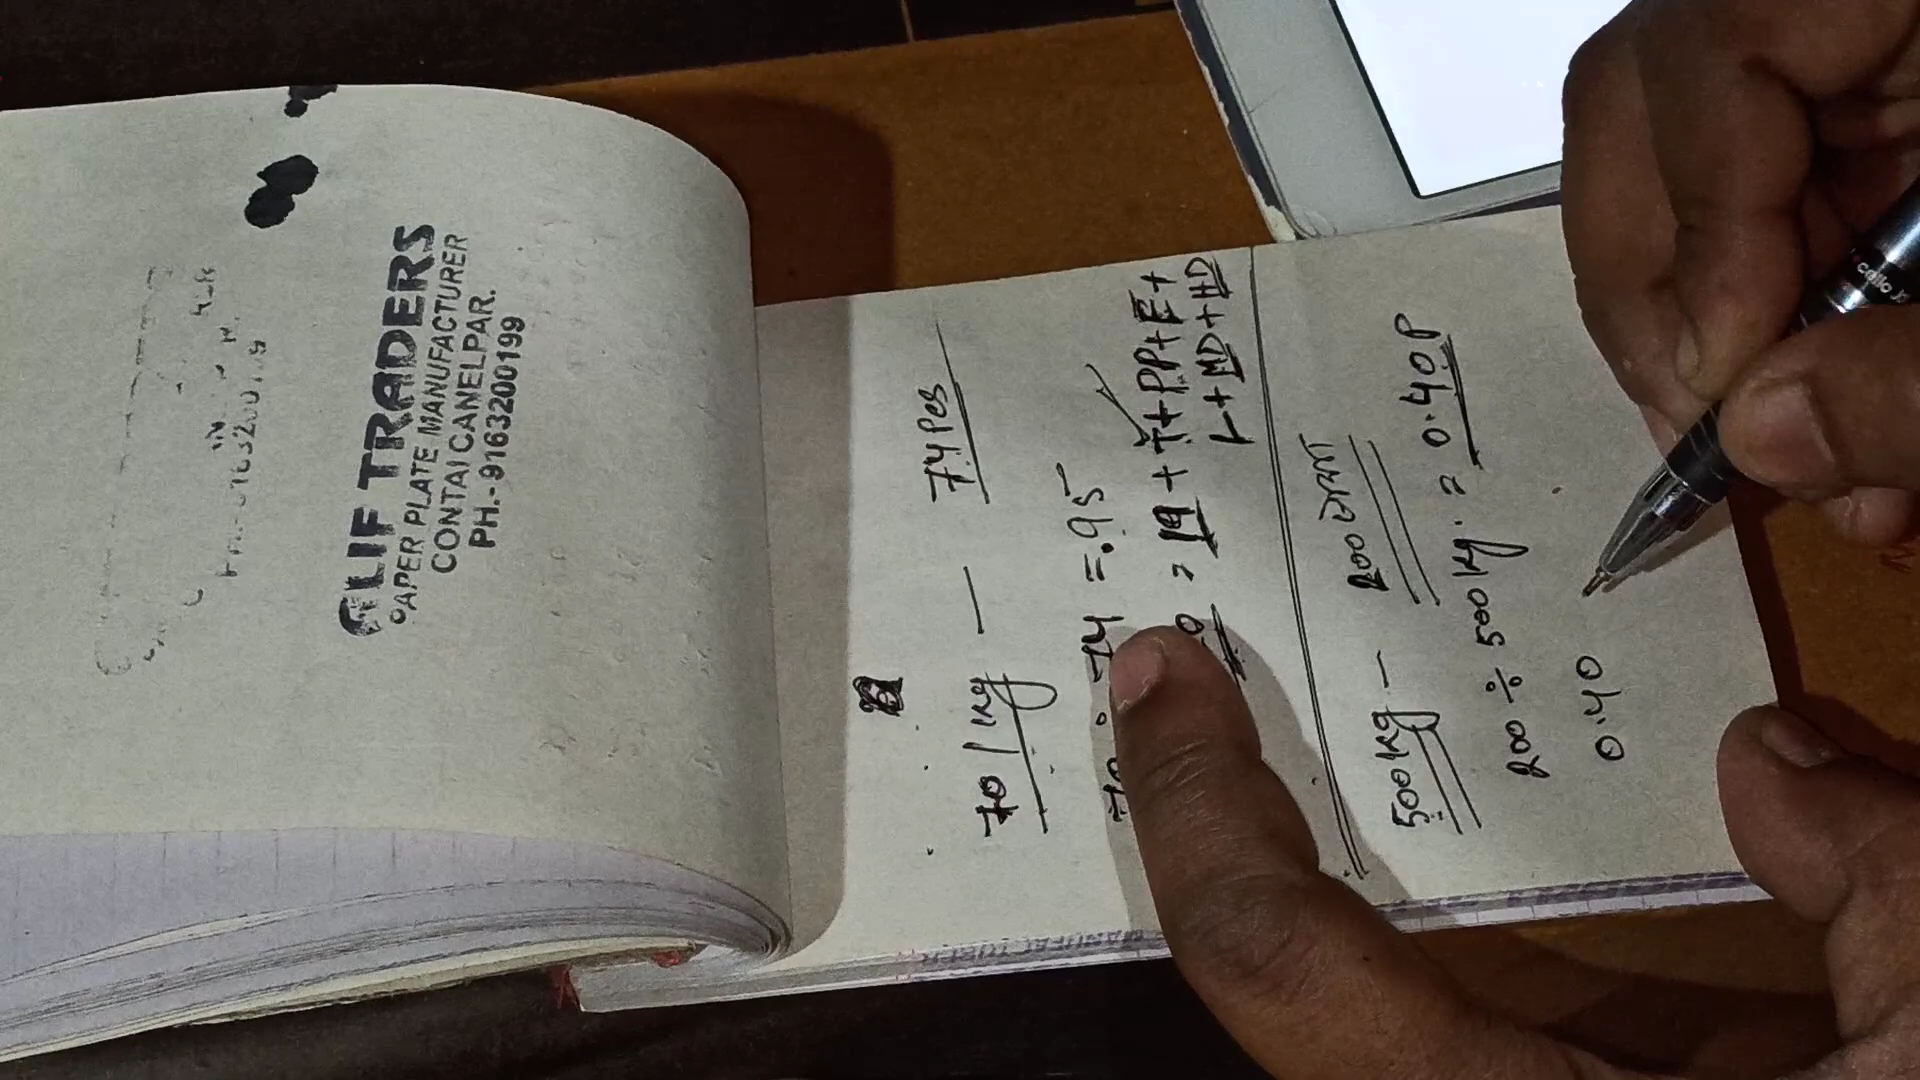 ALIF TRADERS
PAPER PLATE MANUFACTURER
CONTAI CANELPAR.
PH.-9163200199
70/kg — 74 Pcs
74 = .95
= 19 + T + PP + E +
L + MD + HD
500 kg — 200 টাকা
200 ÷ 500 kg. = 0.40 P
0.40
cello